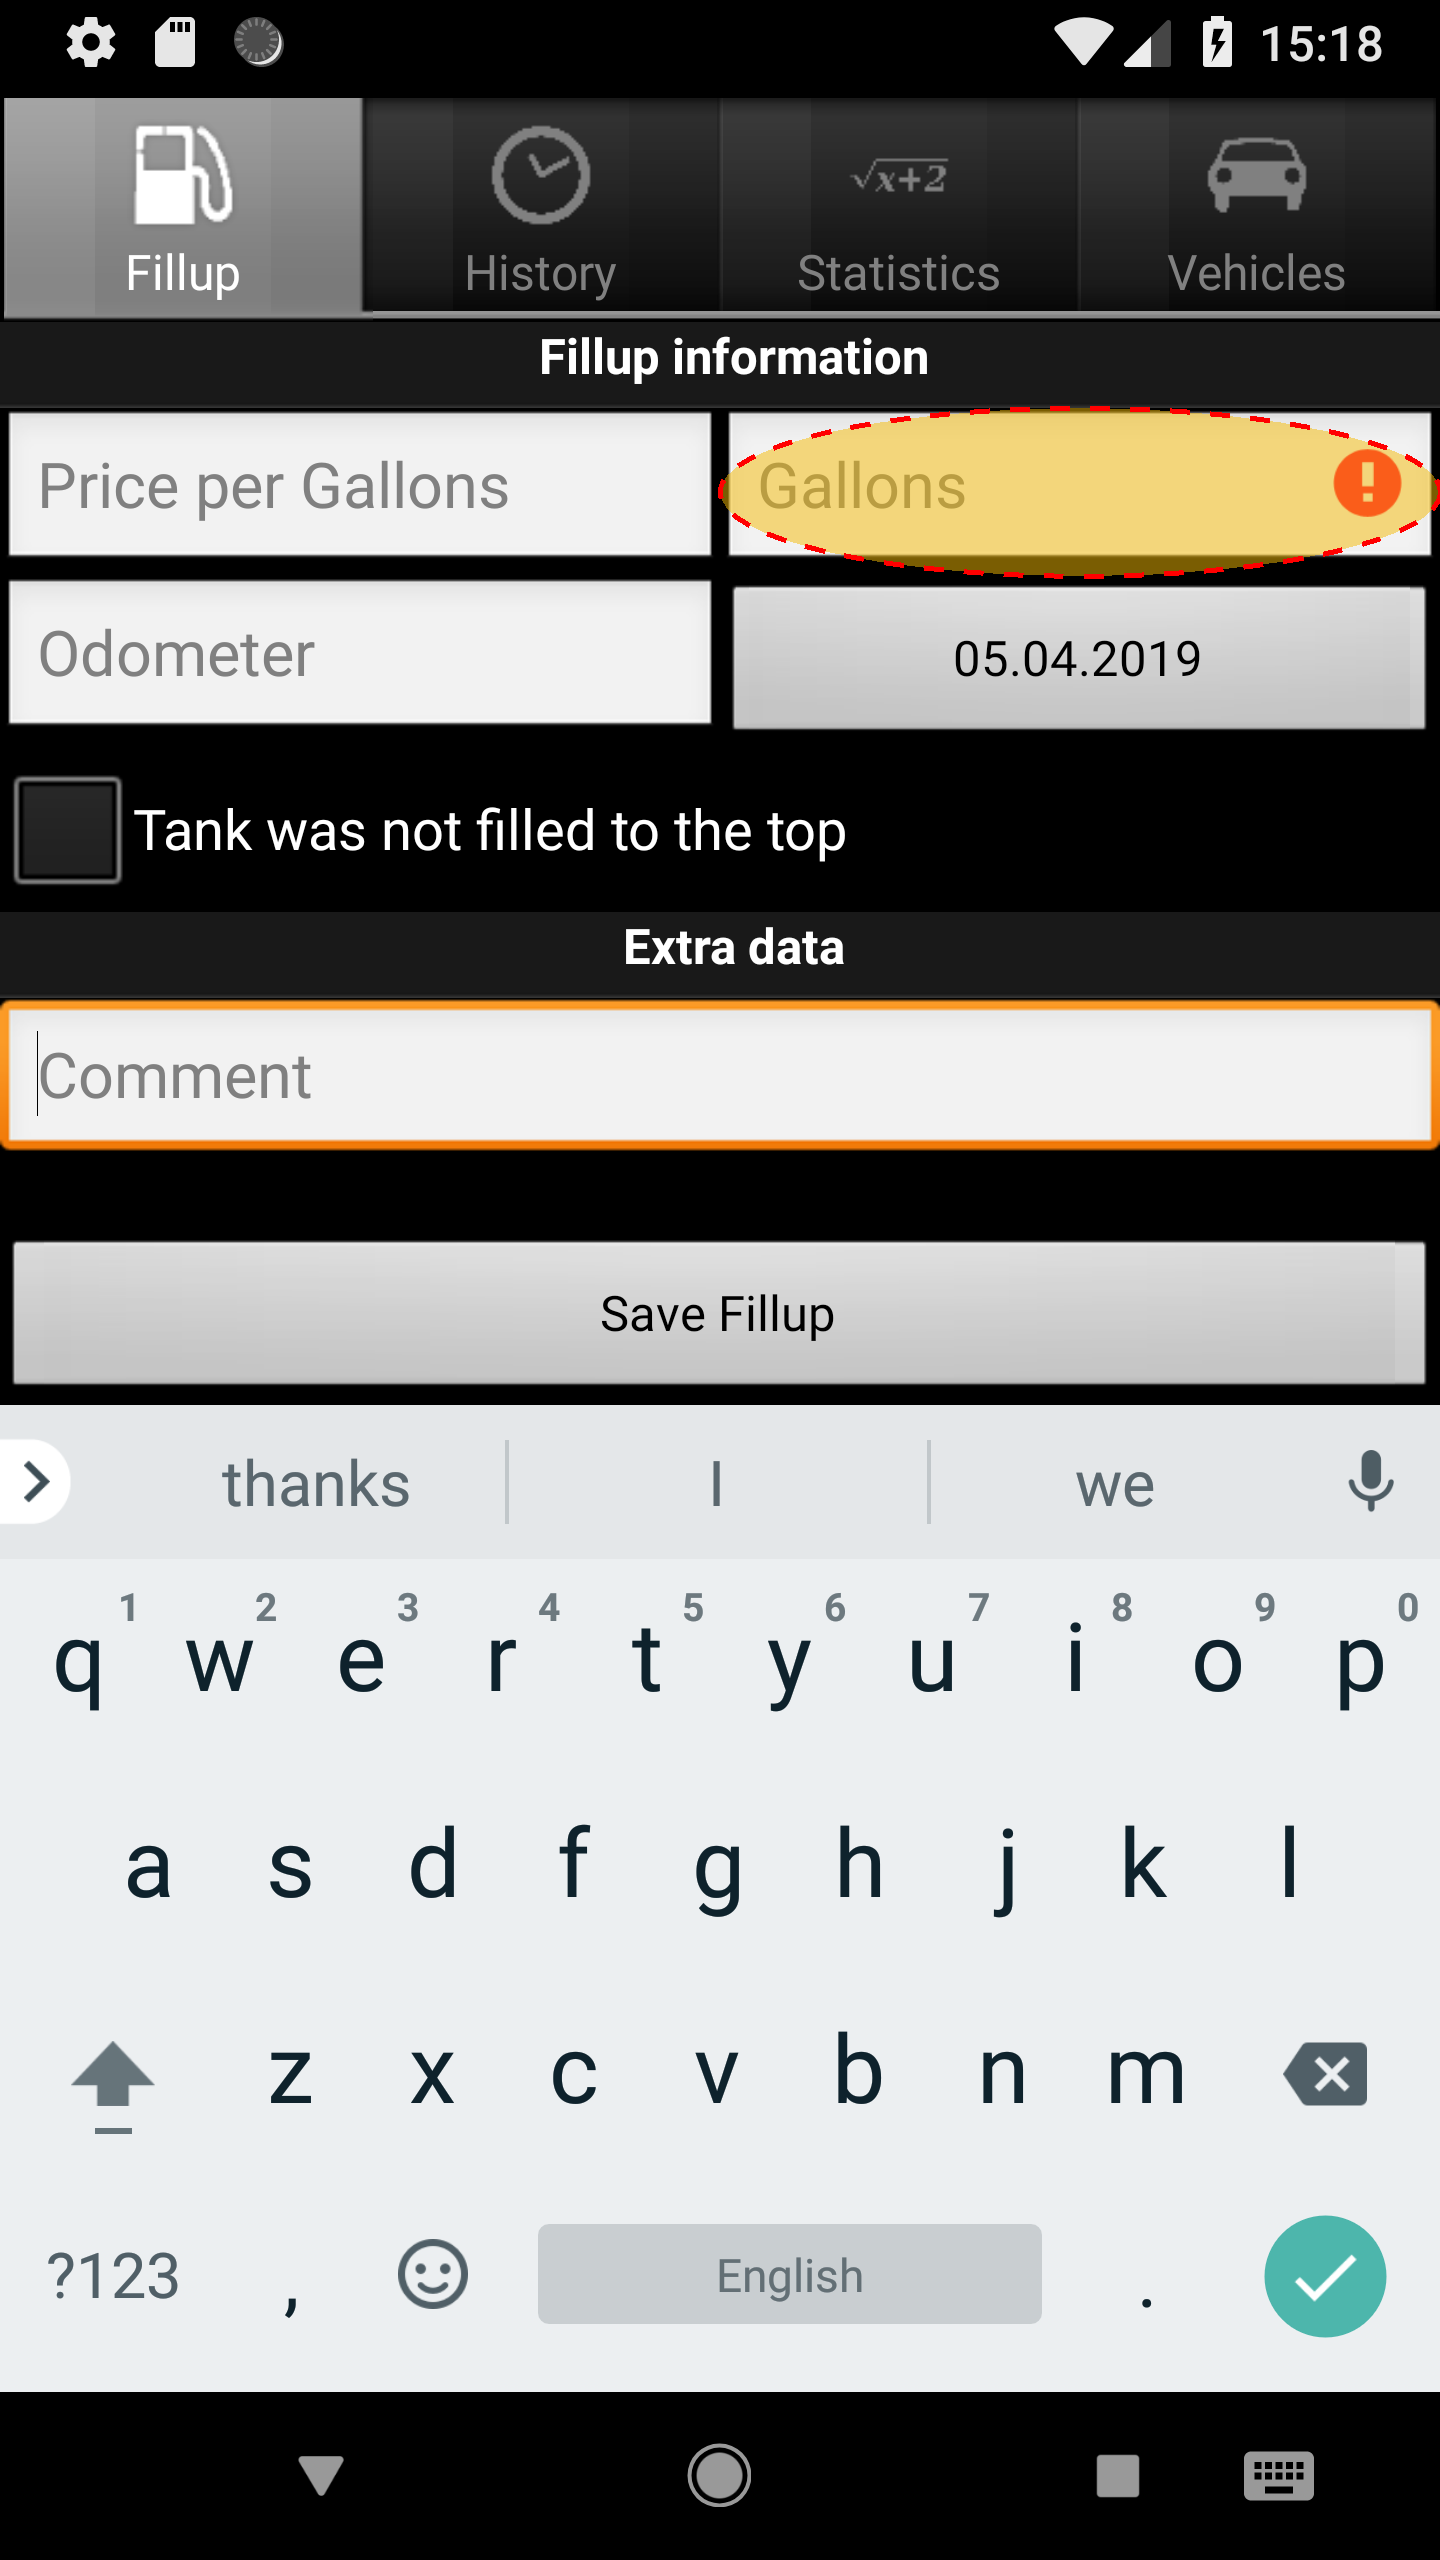 15:18
Fillup History √x+2 Statistics Vehicles
Fillup information
Price per Gallons Gallons
Odometer 05.04.2019
Tank was not filled to the top
Extra data
Comment
Save Fillup
thanks I we
1 2 3 4 5 6 7 8 9 0
q w e r t y u i o p
a s d f g h j k l
z x c v b n m
?123 , English .